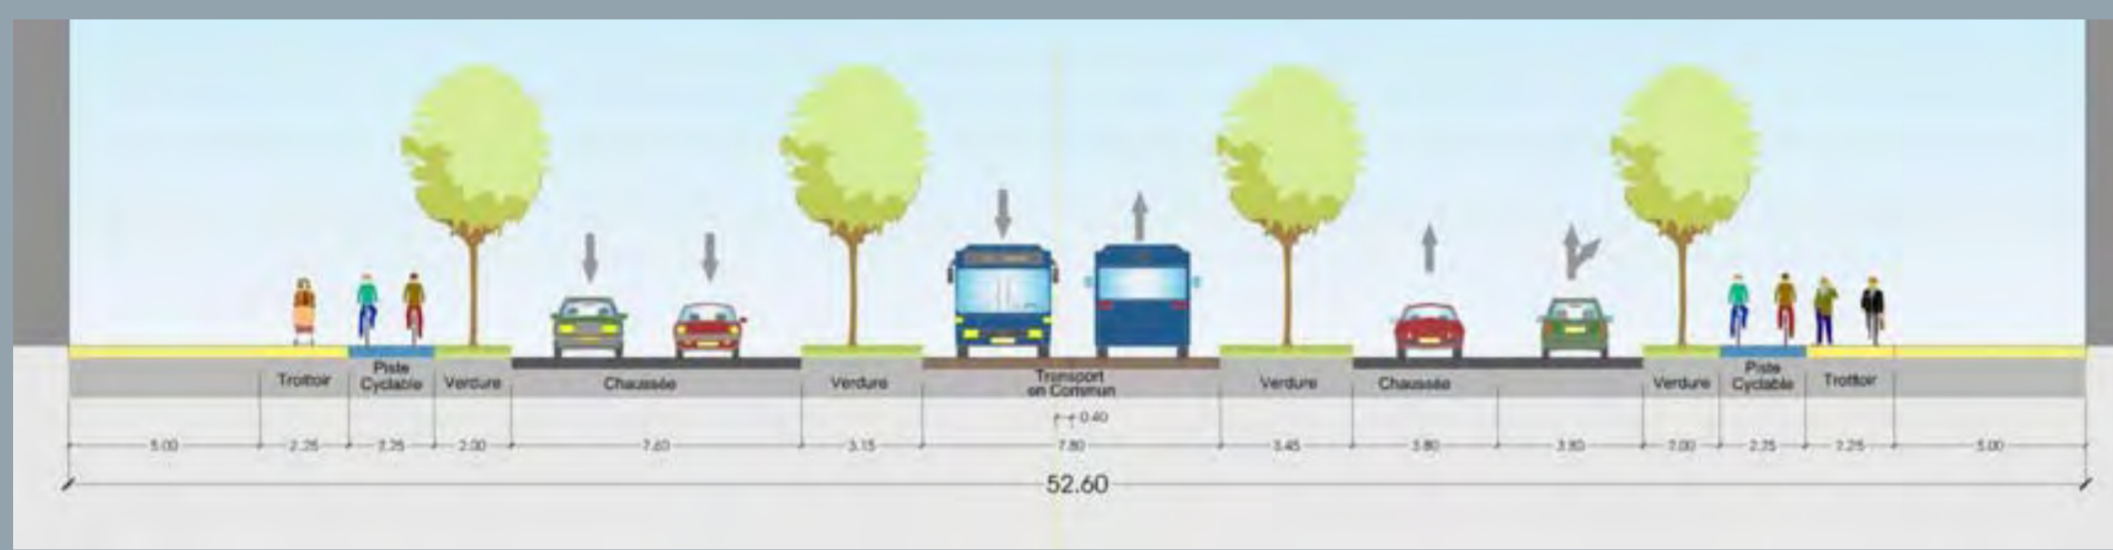 Trottoir
Piste
Cyclable
Verdure
Chaussée
Verdure
Transport
en Commun
Verdure
Chaussée
Verdure
Piste
Cyclable
Trottoir
0.40
5.00 2.25 2.25 2.00 7.60 3.15 7.80 3.45 3.80 3.80 2.00 2.25 2.25 5.00
52.60